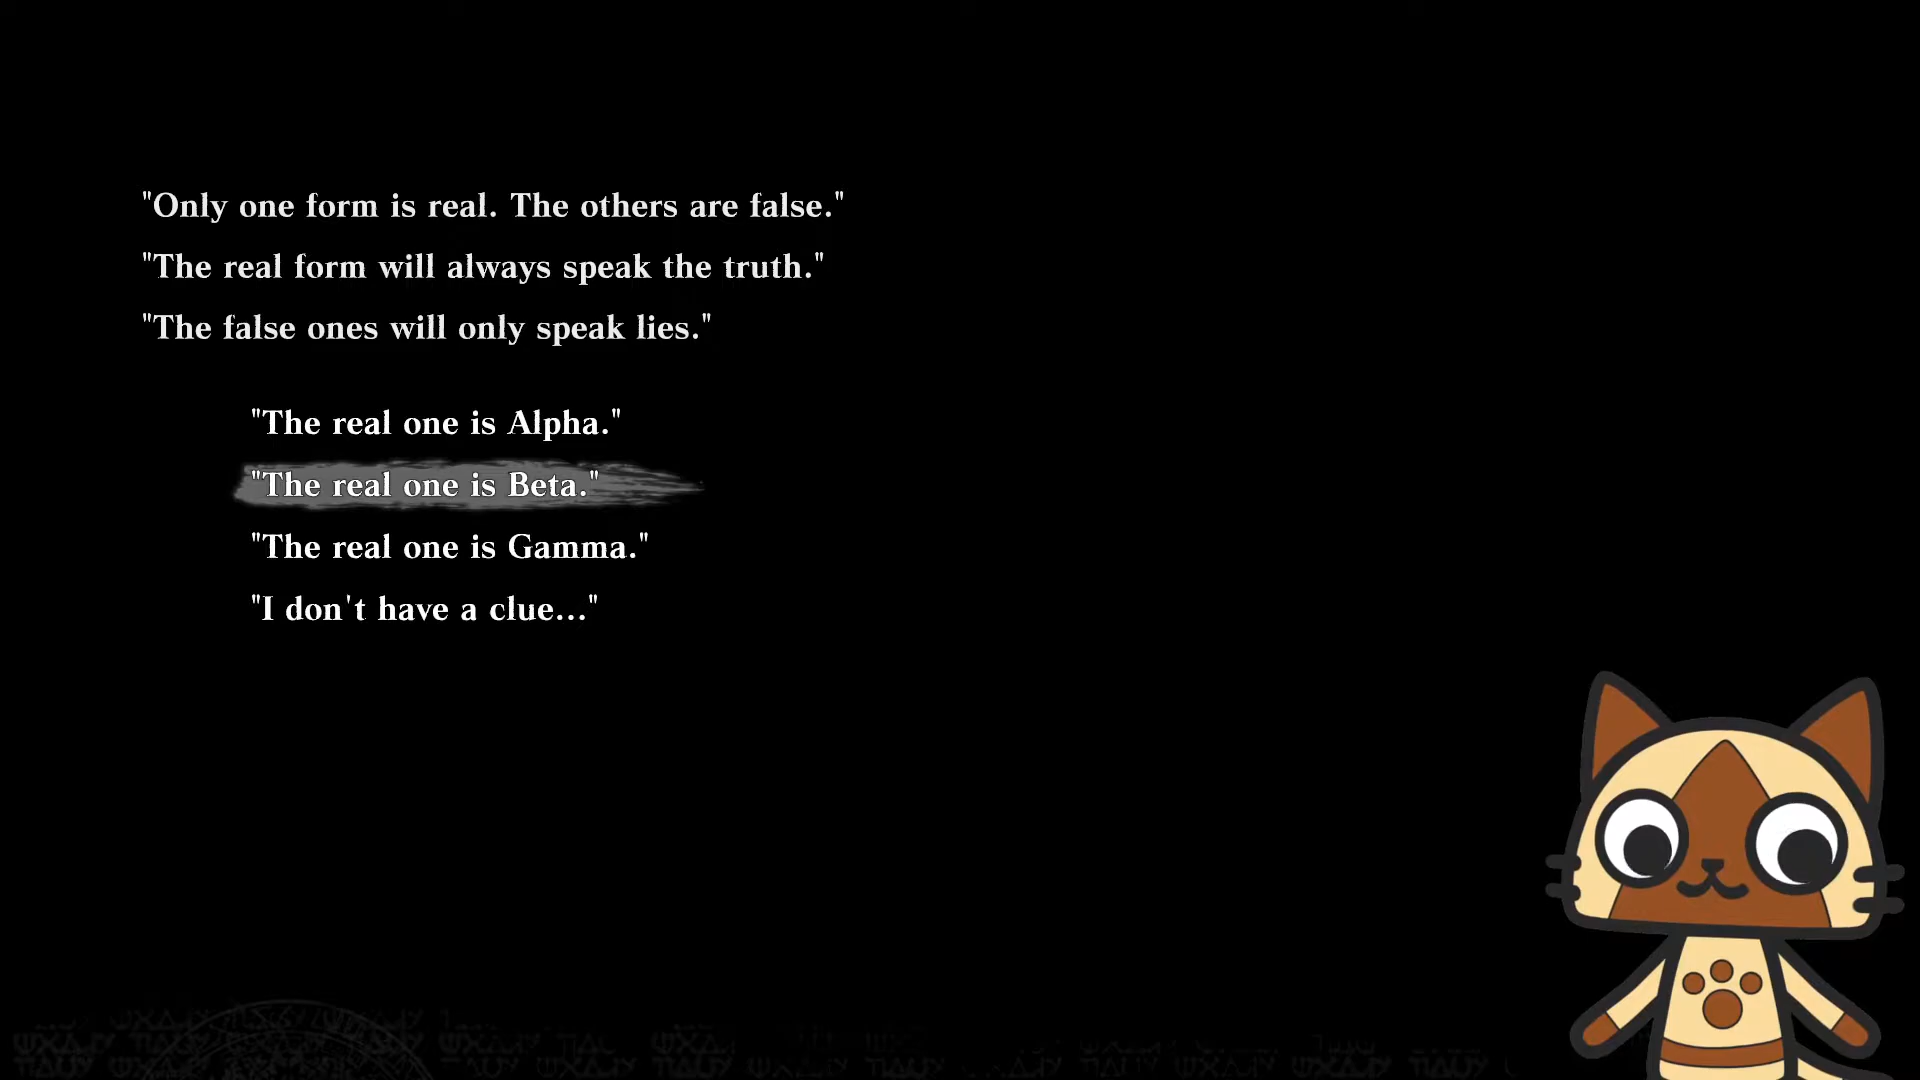 "Only one form is real. The others are false."
"The real form will always speak the truth."
"The false ones will only speak lies."
"The real one is Alpha."
"The real one is Beta."
"The real one is Gamma."
"I don't have a clue..."